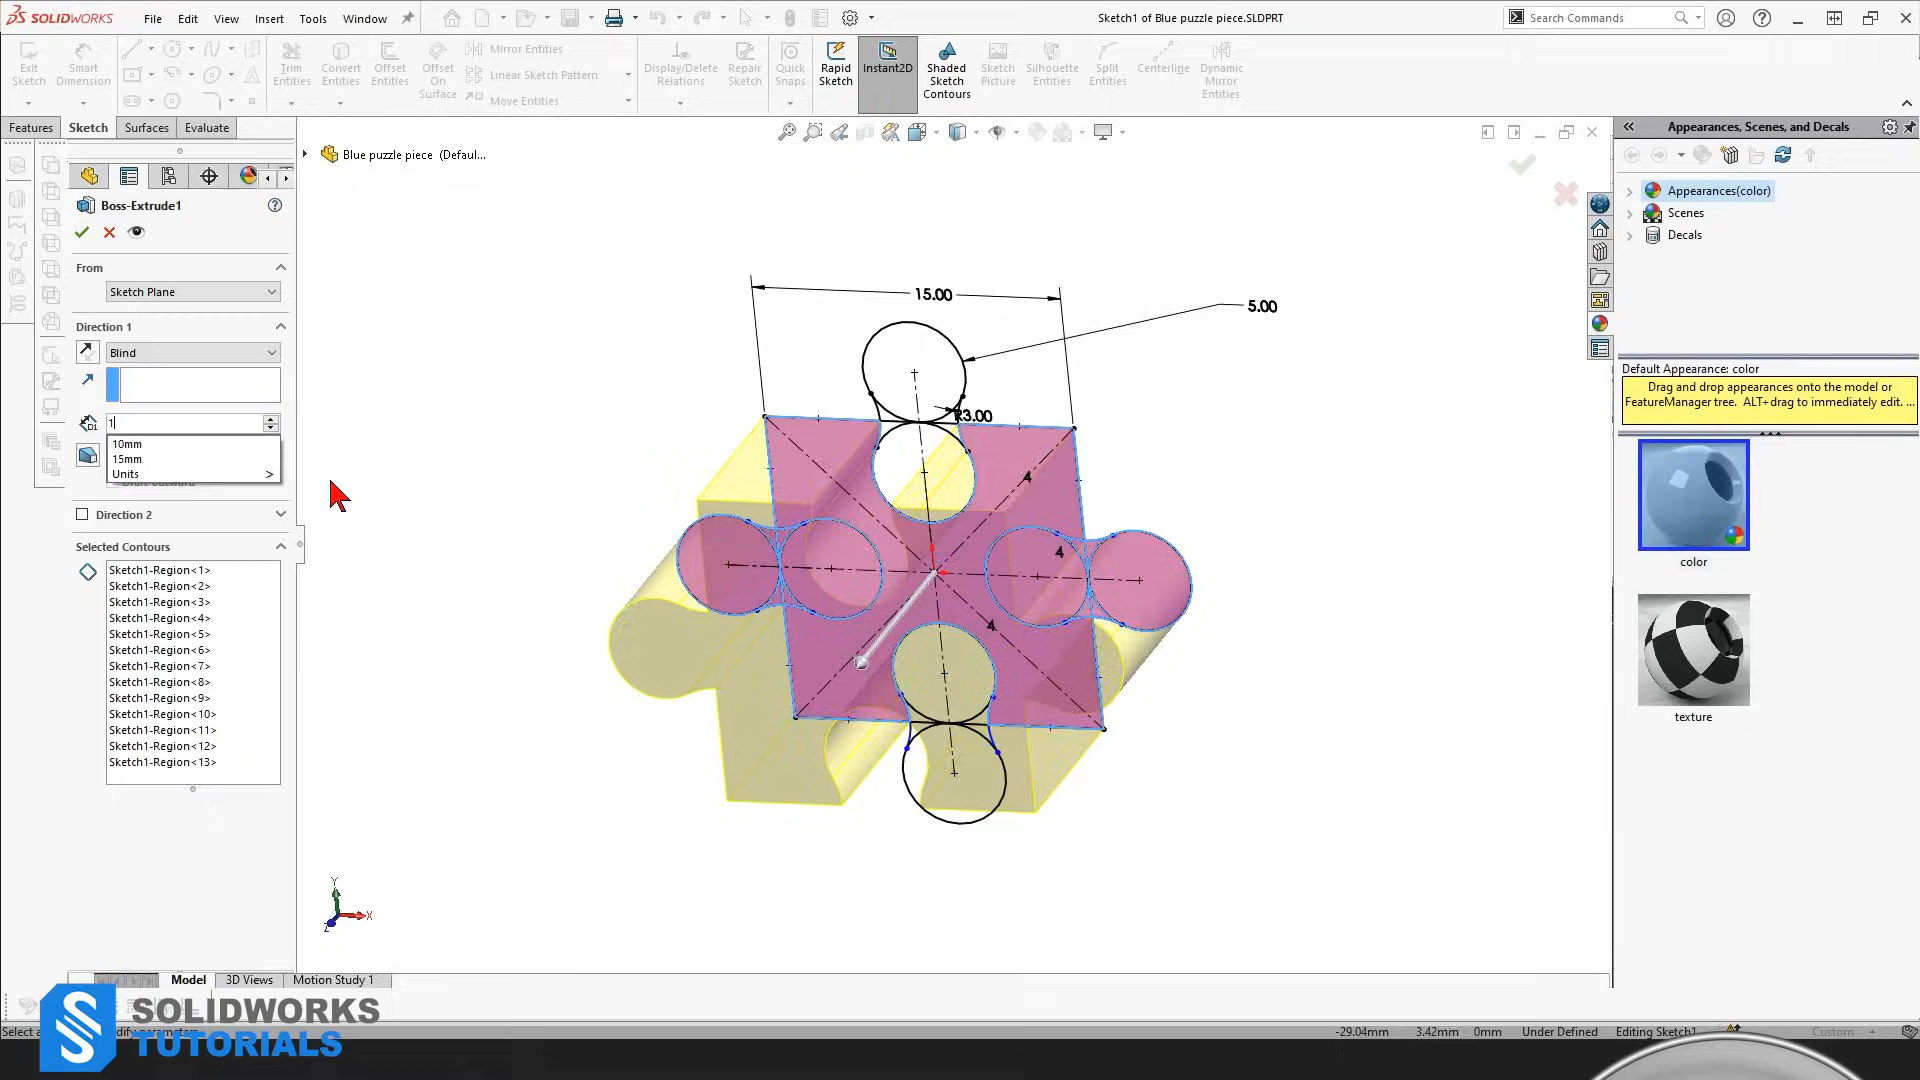 SOLIDWORKS
File Edit View Insert Tools Window
Sketch1 of Blue puzzle piece.SLDPRT
Search Commands
Exit Sketch
Smart Dimension
Trim Entities
Convert Entities
Offset Entities
Offset On Surface
Mirror Entities
Linear Sketch Pattern
Move Entities
Display/Delete Relations
Repair Sketch
Quick Snaps
Rapid Sketch
Instant2D
Shaded Sketch Contours
Sketch Picture
Silhouette Entities
Split Entities
Centerline
Dynamic Mirror Entities
Features Sketch Surfaces Evaluate
Blue puzzle piece (Defaul...
Boss-Extrude1
From
Sketch Plane
Direction 1
Blind
D1
1
10mm
15mm
Units >
Draft outward
Direction 2
Selected Contours
Sketch1-Region<1>
Sketch1-Region<2>
Sketch1-Region<3>
Sketch1-Region<4>
Sketch1-Region<5>
Sketch1-Region<6>
Sketch1-Region<7>
Sketch1-Region<8>
Sketch1-Region<9>
Sketch1-Region<10>
Sketch1-Region<11>
Sketch1-Region<12>
Sketch1-Region<13>
15.00
5.00
R3.00
4
4
4
Y
X
Z
Appearances, Scenes, and Decals
Appearances(color)
Scenes
Decals
Default Appearance: color
Drag and drop appearances onto the model or
FeatureManager tree. ALT+drag to immediately edit. ...
color
texture
Model 3D Views Motion Study 1
SOLIDWORKS
TUTORIALS
Select a
dify parameters
-29.04mm 3.42mm 0mm Under Defined Editing Sketch1 Custom